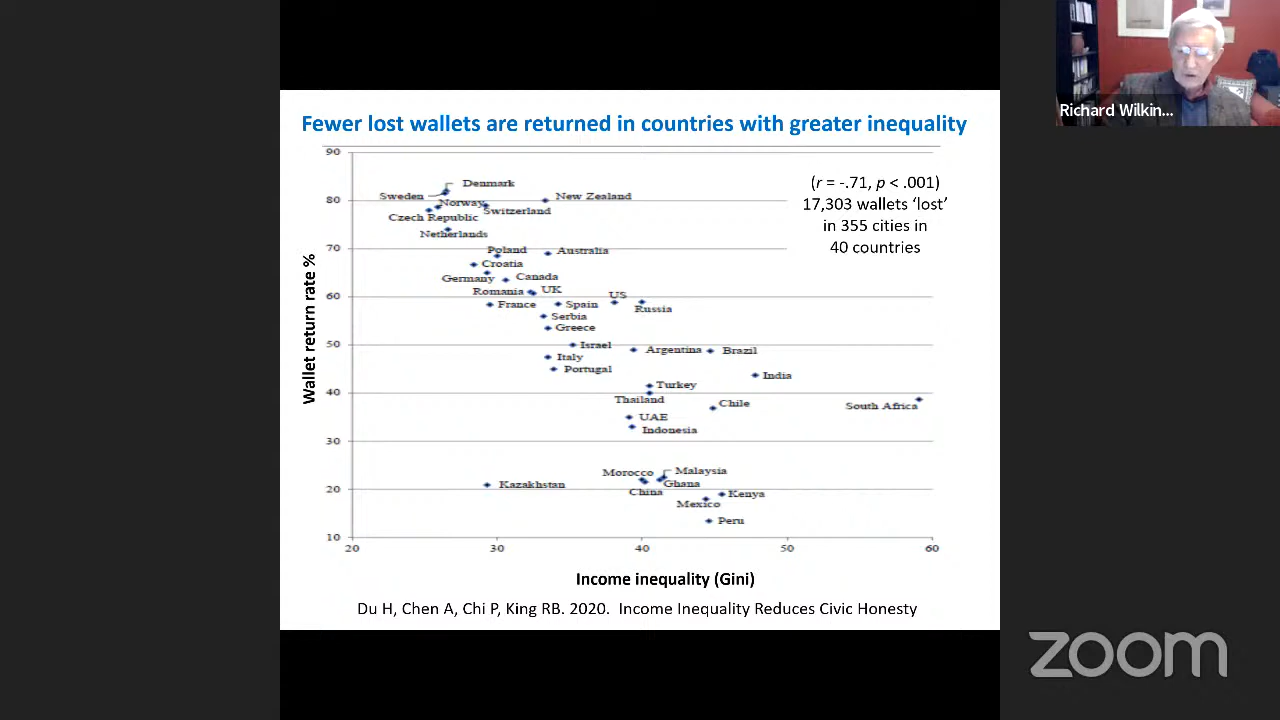 Fewer lost wallets are returned in countries with greater inequality
Wallet return rate %
90
80
70
60
50
40
30
20
10
(r = -.71, p < .001)
17,303 wallets ‘lost’
in 355 cities in
40 countries
Denmark
Sweden
New Zealand
Norway
Switzerland
Czech Republic
Netherlands
Poland
Australia
Croatia
Germany
Canada
Romania
UK
US
France
Spain
Russia
Serbia
Greece
Israel
Argentina
Brazil
Italy
Portugal
India
Turkey
Thailand
Chile
South Africa
UAE
Indonesia
Morocco
Malaysia
Kazakhstan
Ghana
China
Kenya
Mexico
Peru
20
30
40
50
60
Income inequality (Gini)
Du H, Chen A, Chi P, King RB. 2020. Income Inequality Reduces Civic Honesty
Richard Wilkin...
zoom